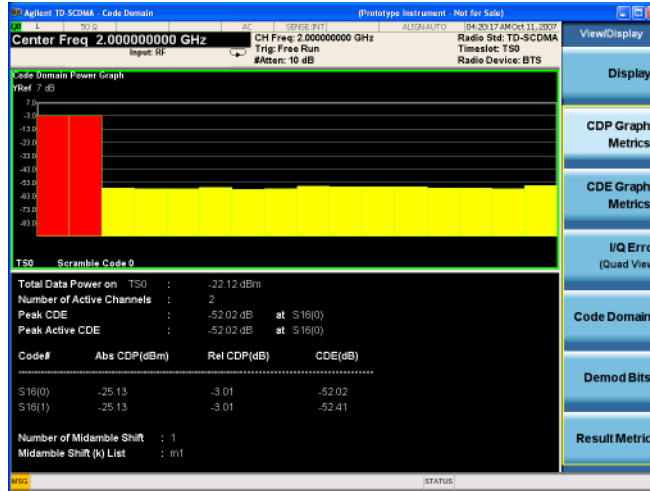 Agilent TD-SCDMA - Code Domain (Prototype Instrument - Not for Sale)
L 50 Ω AC SENSE:INT ALIGNAUTO 04:20:17 AM Oct 11, 2007
Center Freq 2.000000000 GHz
Input: RF
CH Freq: 2.000000000 GHz
Trig: Free Run
#Atten: 10 dB
Radio Std: TD-SCDMA
Timeslot: TS0
Radio Device: BTS
View/Display
Display
CDP Graph
Metrics
CDE Graph
Metrics
I/Q Erro
(Quad View
Code Domain
Demod Bits
Result Metric
Code Domain Power Graph
YRef 7 dB
7.0
-3.0
-13.0
-23.0
-33.0
-43.0
-53.0
-63.0
-73.0
-83.0
TS0 Scramble Code 0
Total Data Power on TS0 : -22.12 dBm
Number of Active Channels : 2
Peak CDE : -52.02 dB at S16(0)
Peak Active CDE : -52.02 dB at S16(0)
Code# Abs CDP(dBm) Rel CDP(dB) CDE(dB)
S16(0) -25.13 -3.01 -52.02
S16(1) -25.13 -3.01 -52.41
Number of Midamble Shift : 1
Midamble Shift (k) List : m1
MSG STATUS